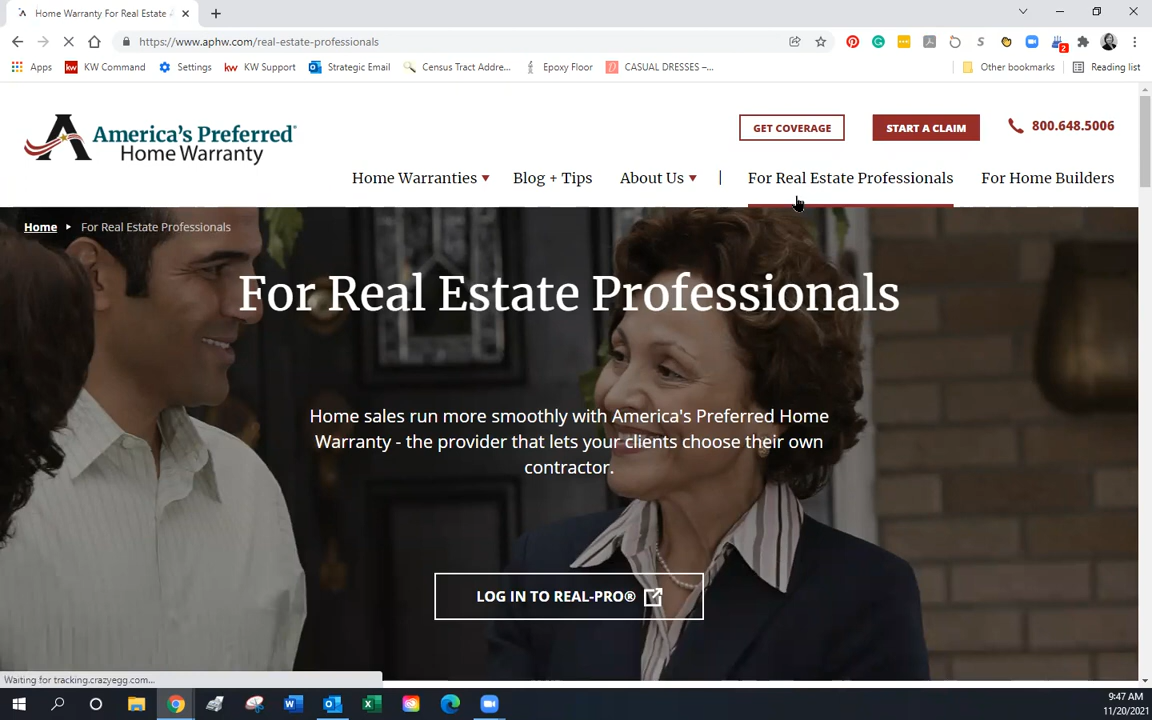 Home Warranty For Real Estate
https://www.aphw.com/real-estate-professionals
Apps
kw KW Command
Settings
kw KW Support
Strategic Email
Census Tract Addre...
Epoxy Floor
CASUAL DRESSES –...
Other bookmarks
Reading list
2
America's Preferred®
Home Warranty
GET COVERAGE
START A CLAIM
800.648.5006
Home Warranties
Blog + Tips
About Us
|
For Real Estate Professionals
For Home Builders
Home
For Real Estate Professionals
For Real Estate Professionals
Home sales run more smoothly with America's Preferred Home
Warranty - the provider that lets your clients choose their own
contractor.
LOG IN TO REAL-PRO®
Waiting for tracking.crazyegg.com...
9:47 AM
11/20/2021